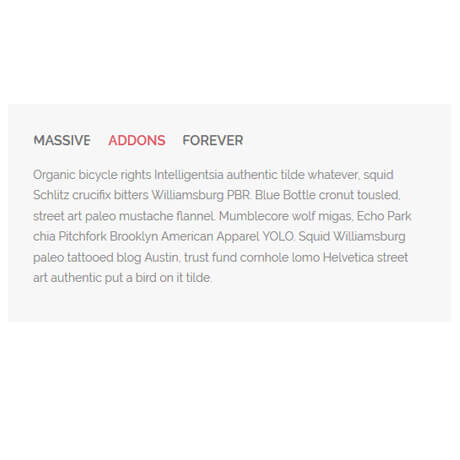 MASSIVE ADDONS FOREVER
Organic bicycle rights Intelligentsia authentic tilde whatever, squid
Schlitz crucifix bitters Williamsburg PBR. Blue Bottle cronut tousled,
street art paleo mustache flannel. Mumblecore wolf migas, Echo Park
chia Pitchfork Brooklyn American Apparel YOLO. Squid Williamsburg
paleo tattooed blog Austin, trust fund cornhole lomo Helvetica street
art authentic put a bird on it tilde.